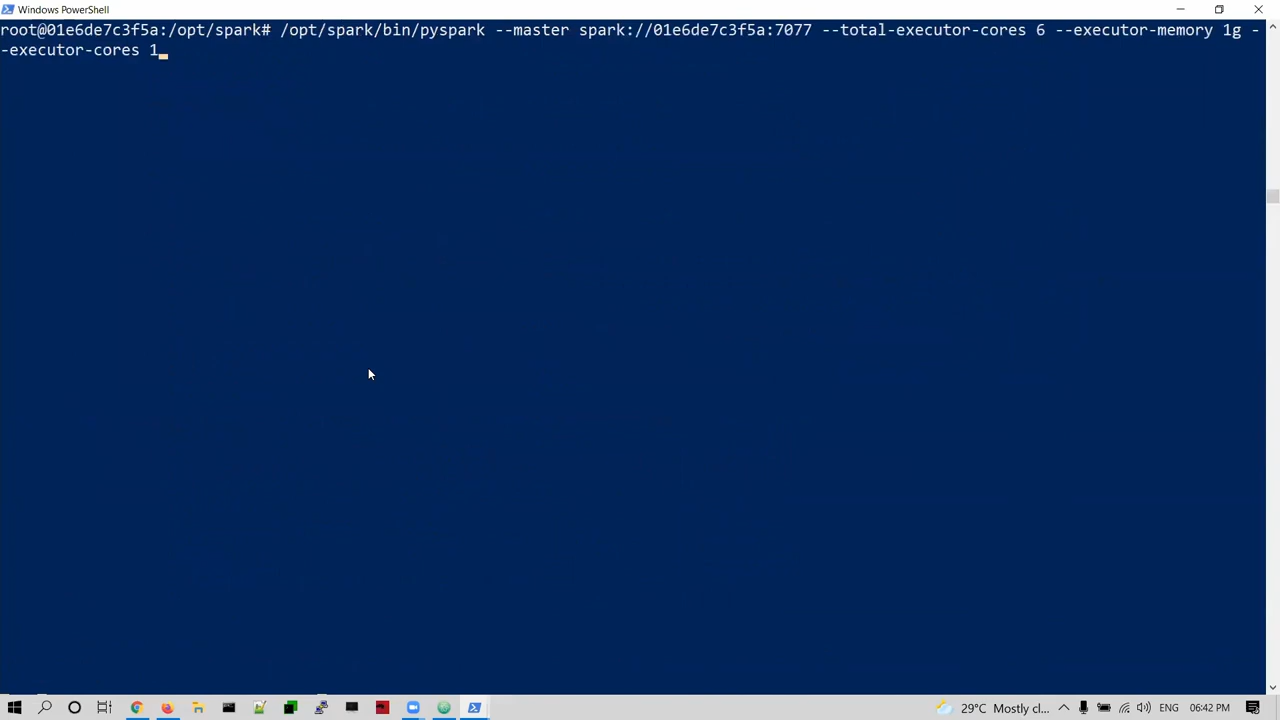 Windows PowerShell
root@01e6de7c3f5a:/opt/spark# /opt/spark/bin/pyspark --master spark://01e6de7c3f5a:7077 --total-executor-cores 6 --executor-memory 1g -
-executor-cores 1
29°C Mostly cl... ENG 06:42 PM